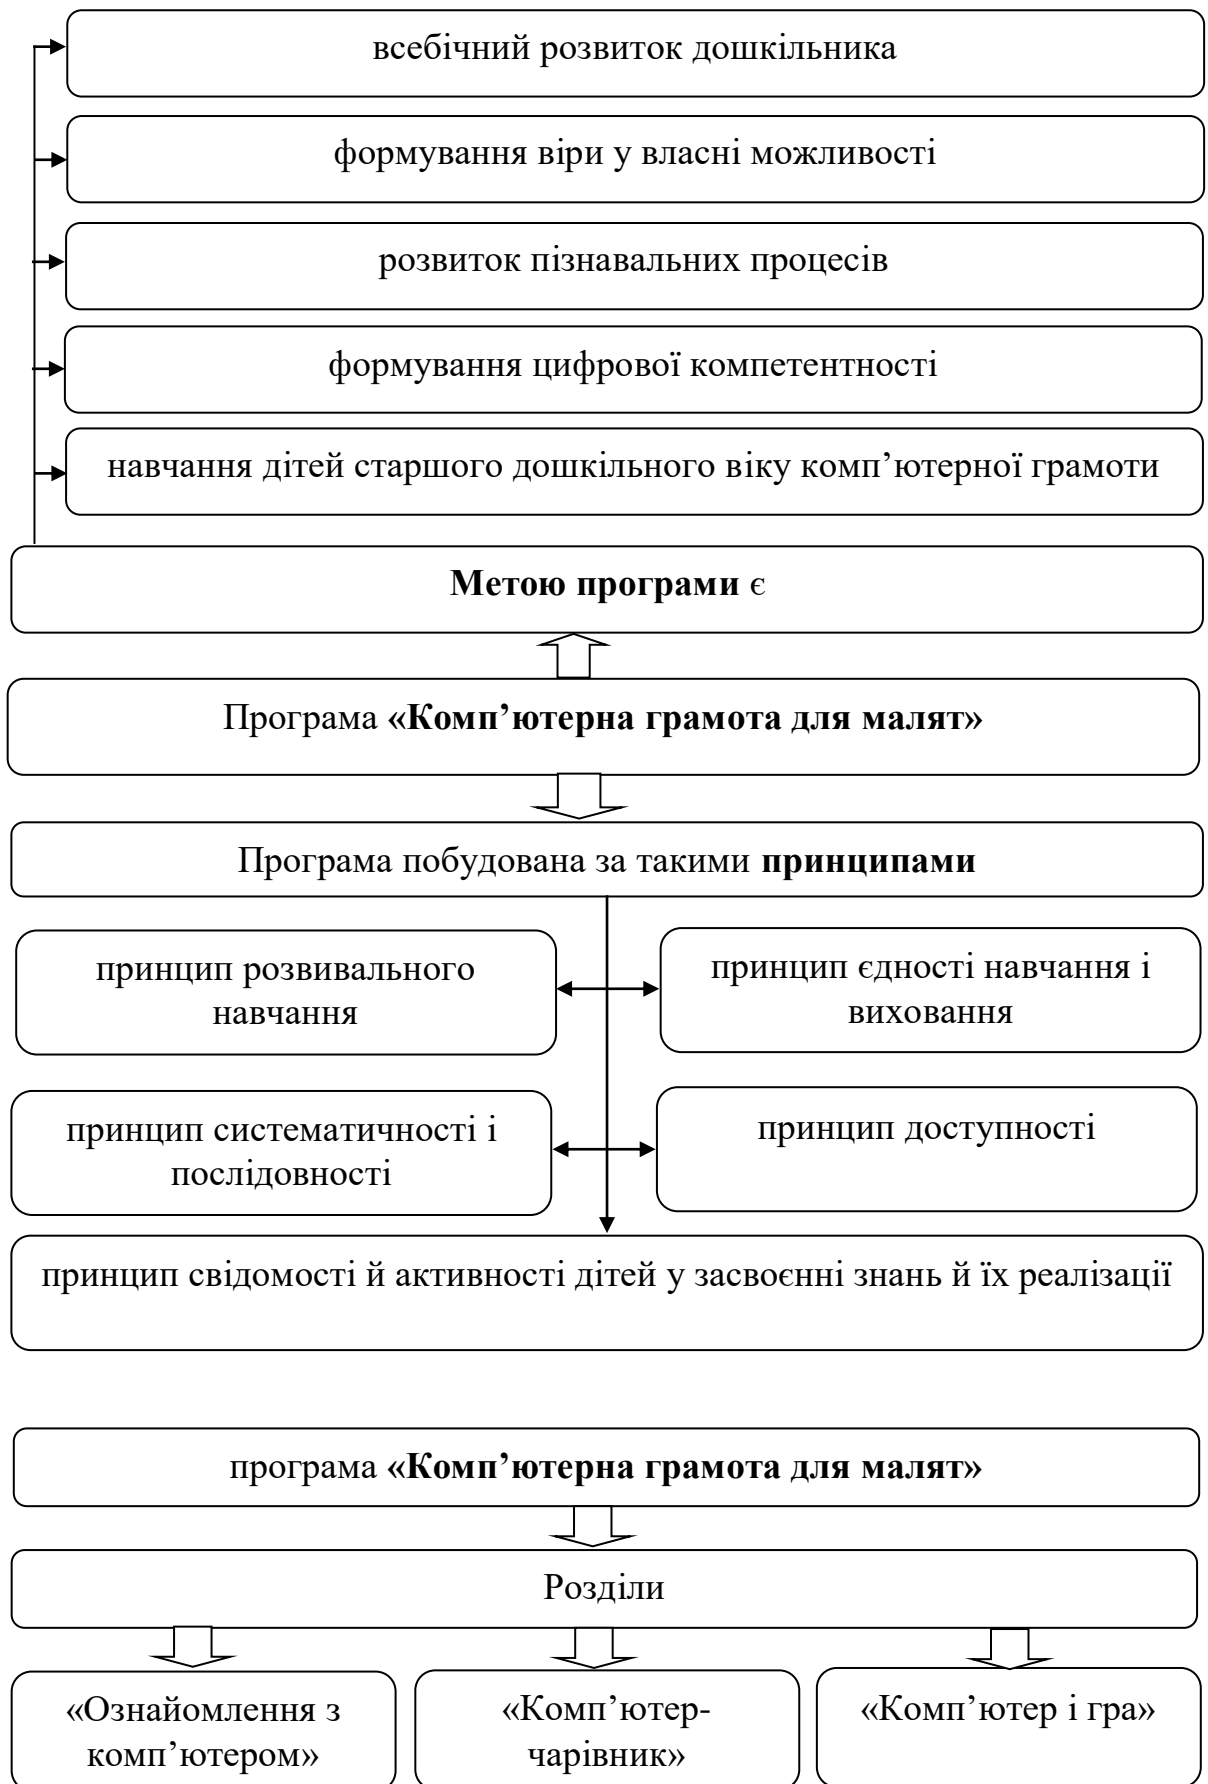 всебічний розвиток дошкільника
формування віри у власні можливості
розвиток пізнавальних процесів
формування цифрової компетентності
навчання дітей старшого дошкільного віку комп’ютерної грамоти
Метою програми є
Програма «Комп’ютерна грамота для малят»
Програма побудована за такими принципами
принцип розвивального
навчання
принцип єдності навчання і
виховання
принцип систематичності і
послідовності
принцип доступності
принцип свідомості й активності дітей у засвоєнні знань й їх реалізації
програма «Комп’ютерна грамота для малят»
Розділи
«Ознайомлення з
комп’ютером»
«Комп’ютер-
чарівник»
«Комп’ютер і гра»